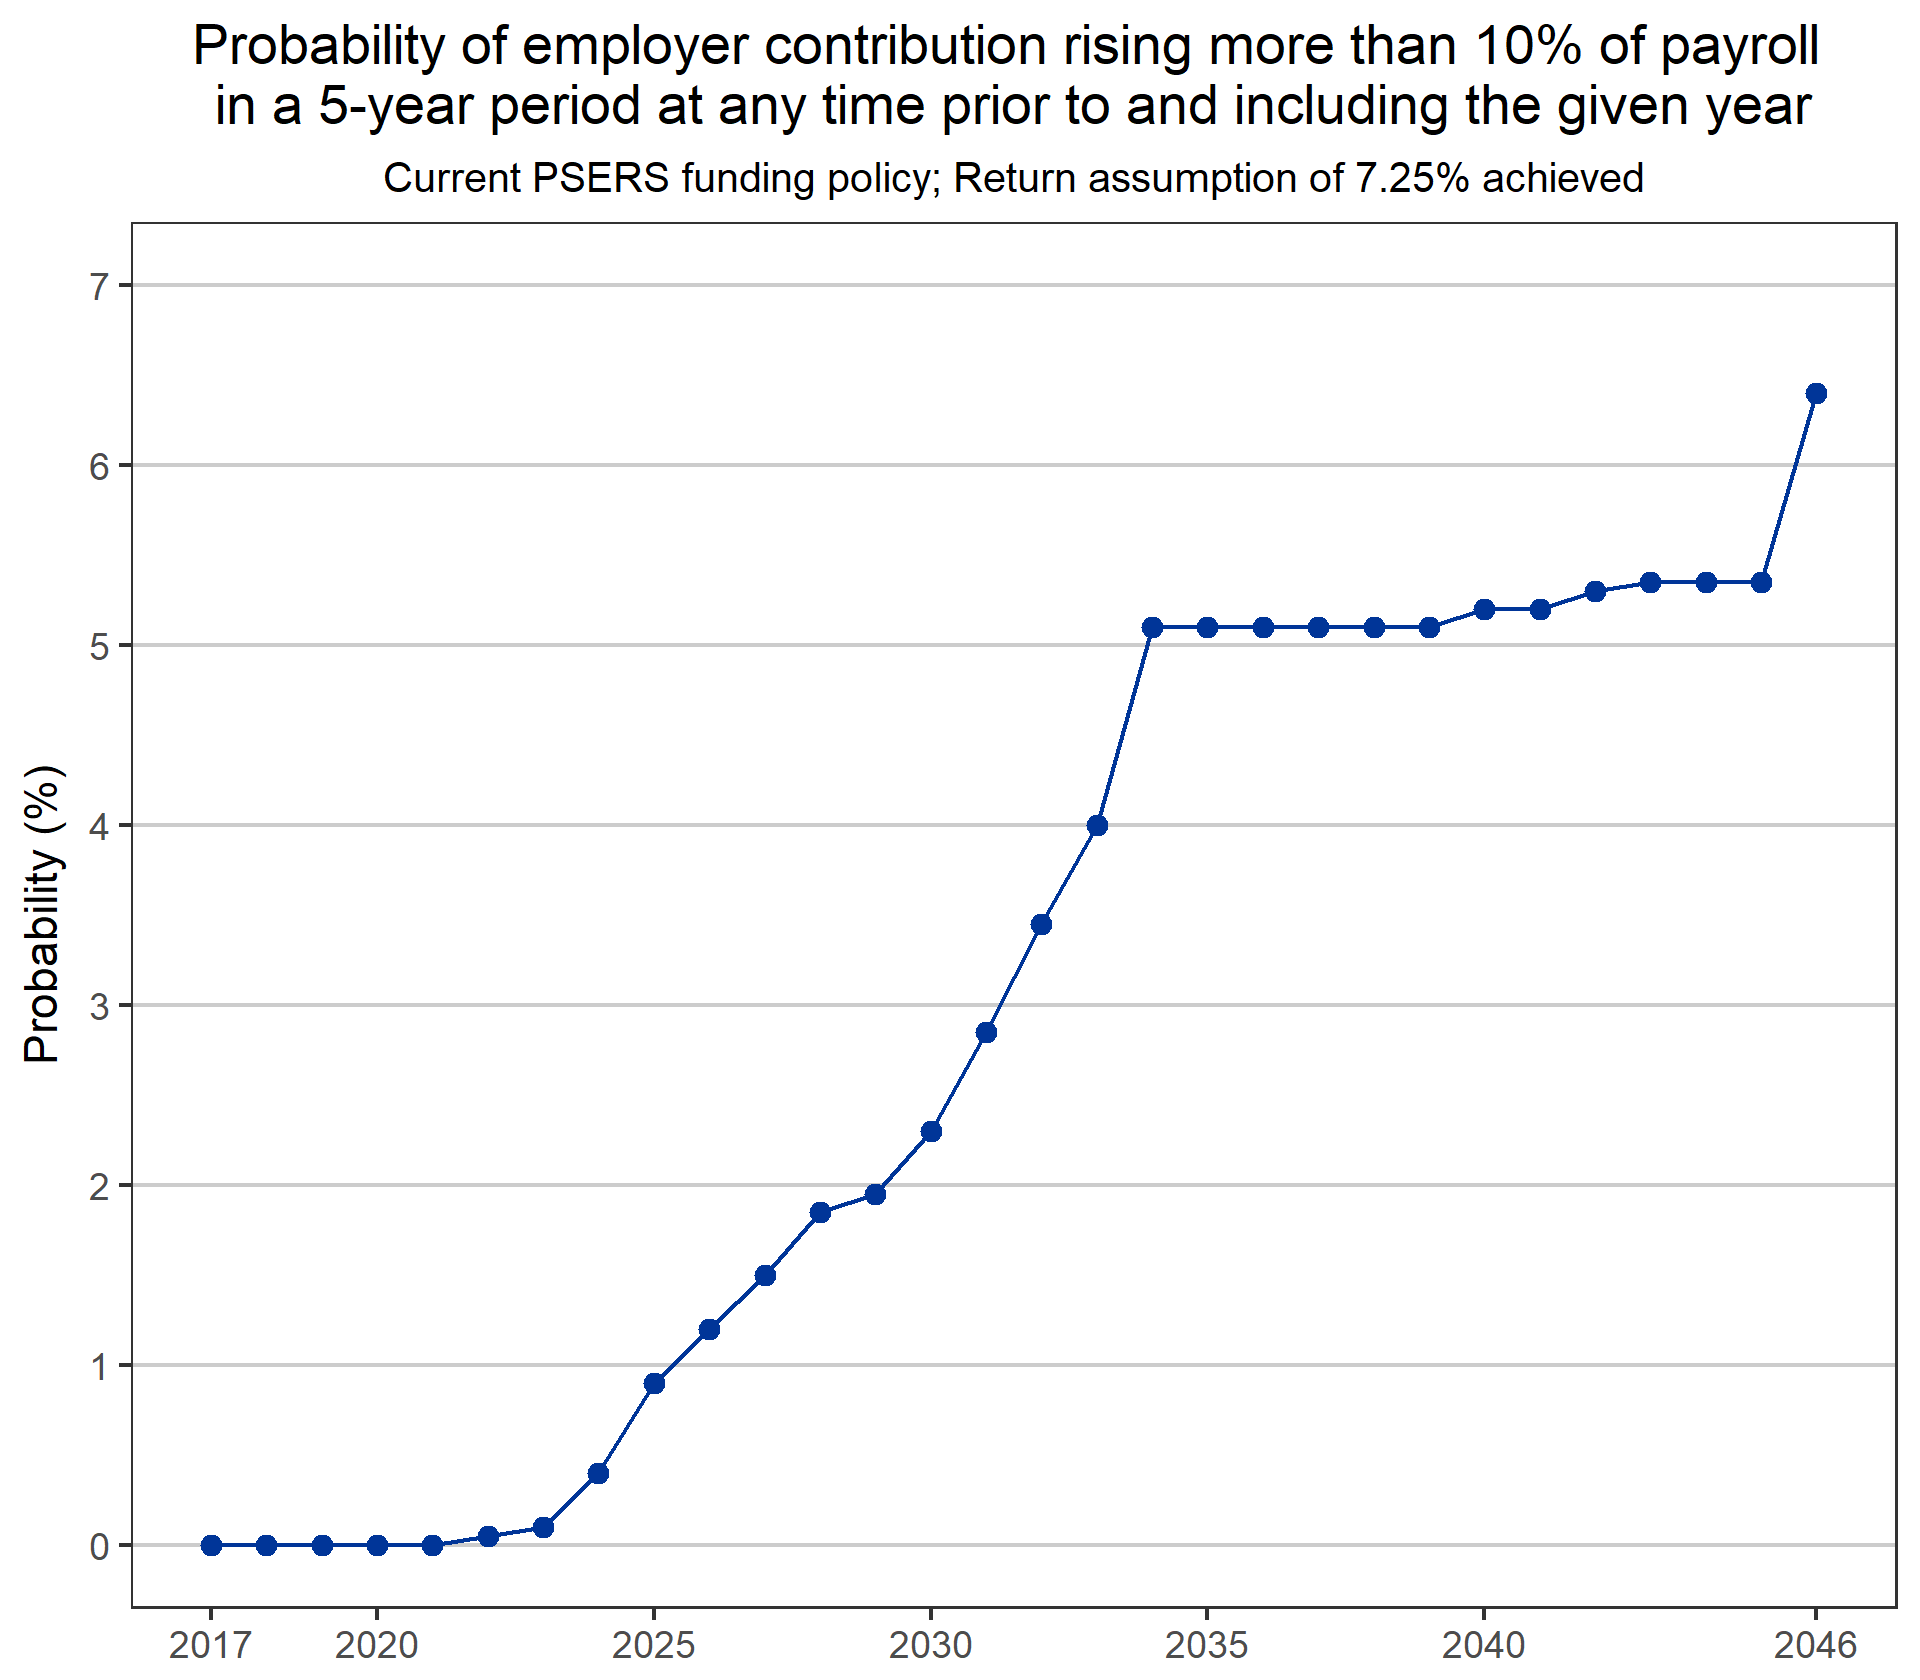 Probability of employer contribution rising more than 10% of payroll
in a 5-year period at any time prior to and including the given year
Current PSERS funding policy; Return assumption of 7.25% achieved
Probability (%)
7
6
5
4
3
2
1
0
2017 2020 2025 2030 2035 2040 2046